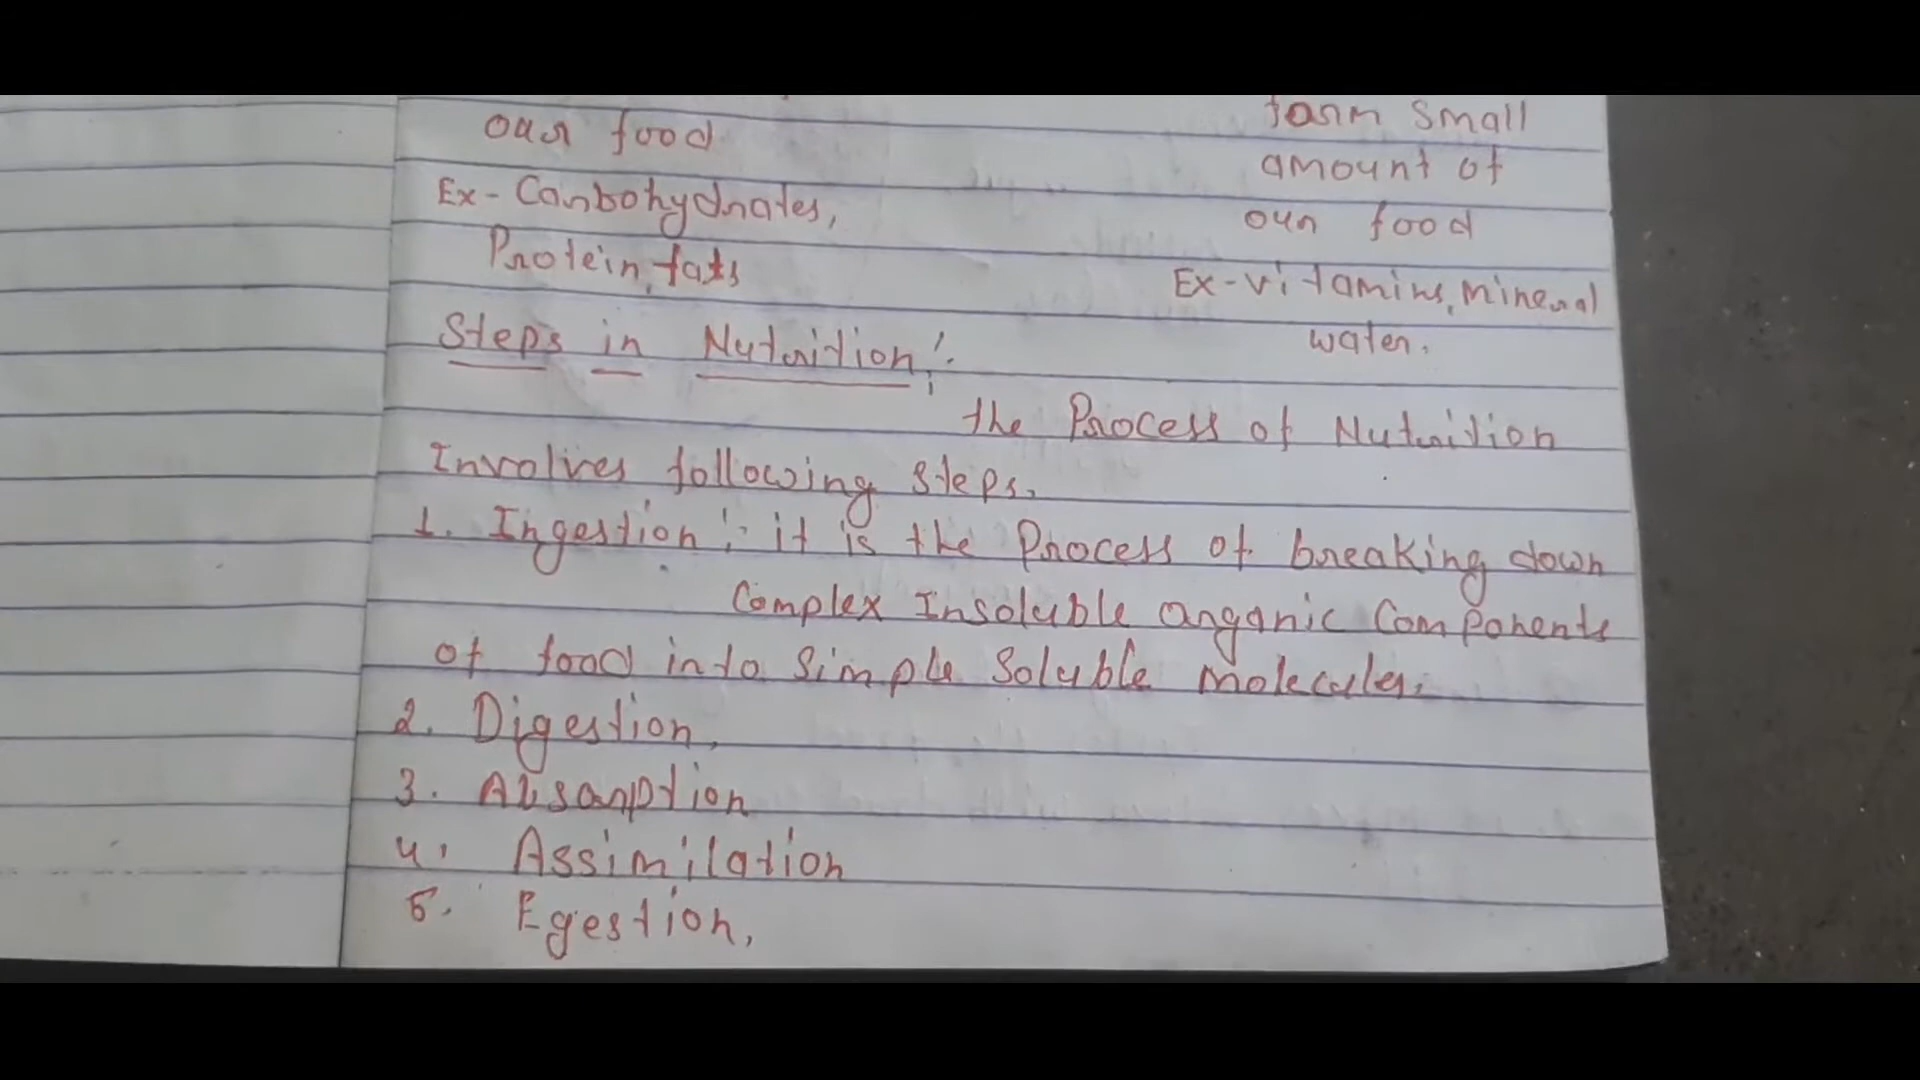 our food
form small
amount of
our food
Ex - Carbohydrates,
Protein, fats
Ex - vitamins, mineral
water.
Steps in Nutrition :
the Process of Nutrition
Involves following steps.
1. Ingestion : it is the Process of breaking down
Complex Insoluble organic Components
of food into simple soluble molecules.
2. Digestion,
3. Absorption
4. Assimilation
5. Egestion,